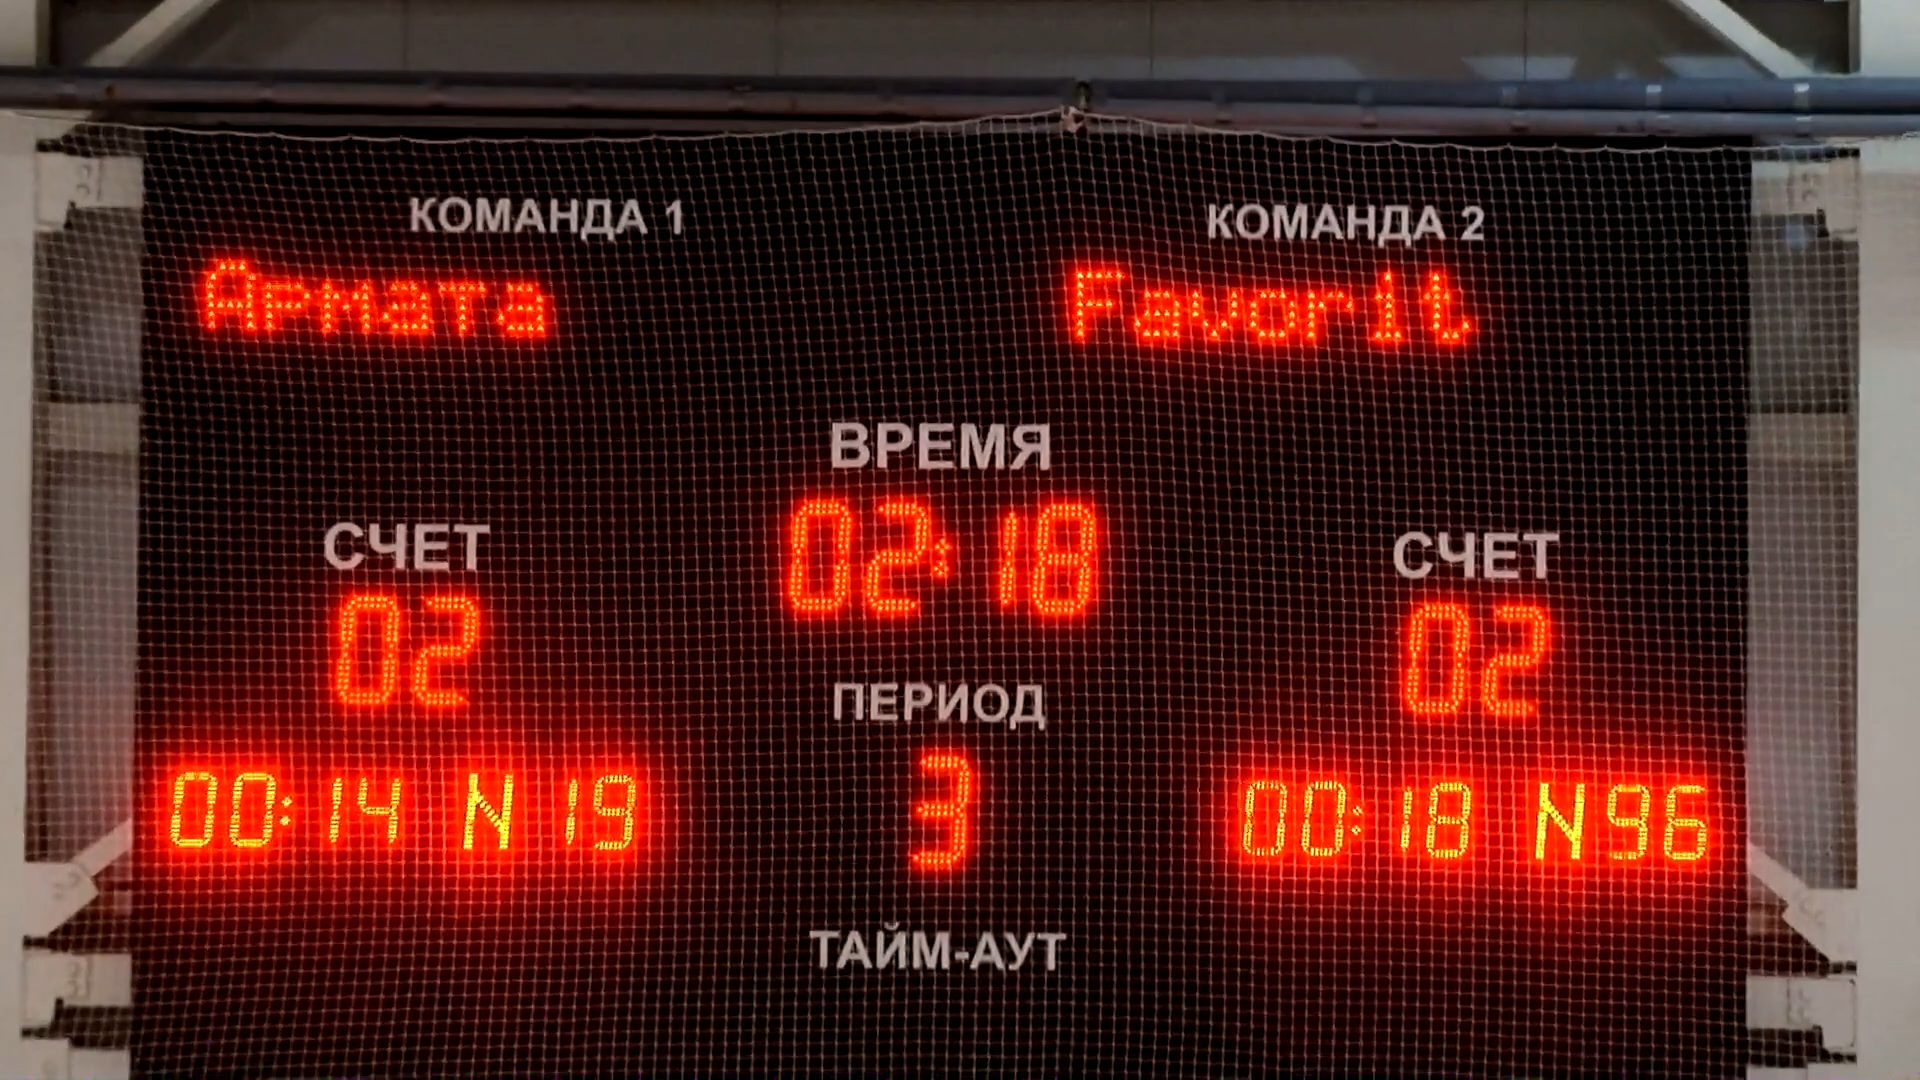 КОМАНДА 1
КОМАНДА 2
Армата
Favorit
ВРЕМЯ
02:18
СЧЕТ
СЧЕТ
02
02
ПЕРИОД
3
00:14 N 19
00:18 N96
ТАЙМ-АУТ